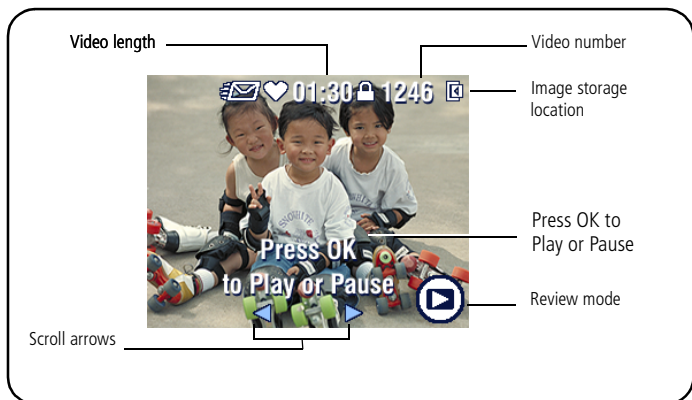 Video length
Video number
01:30 1246
Image storage
location
SNOWHITE
Press OK to
Play or Pause
Press OK
to Play or Pause
Review mode
Scroll arrows